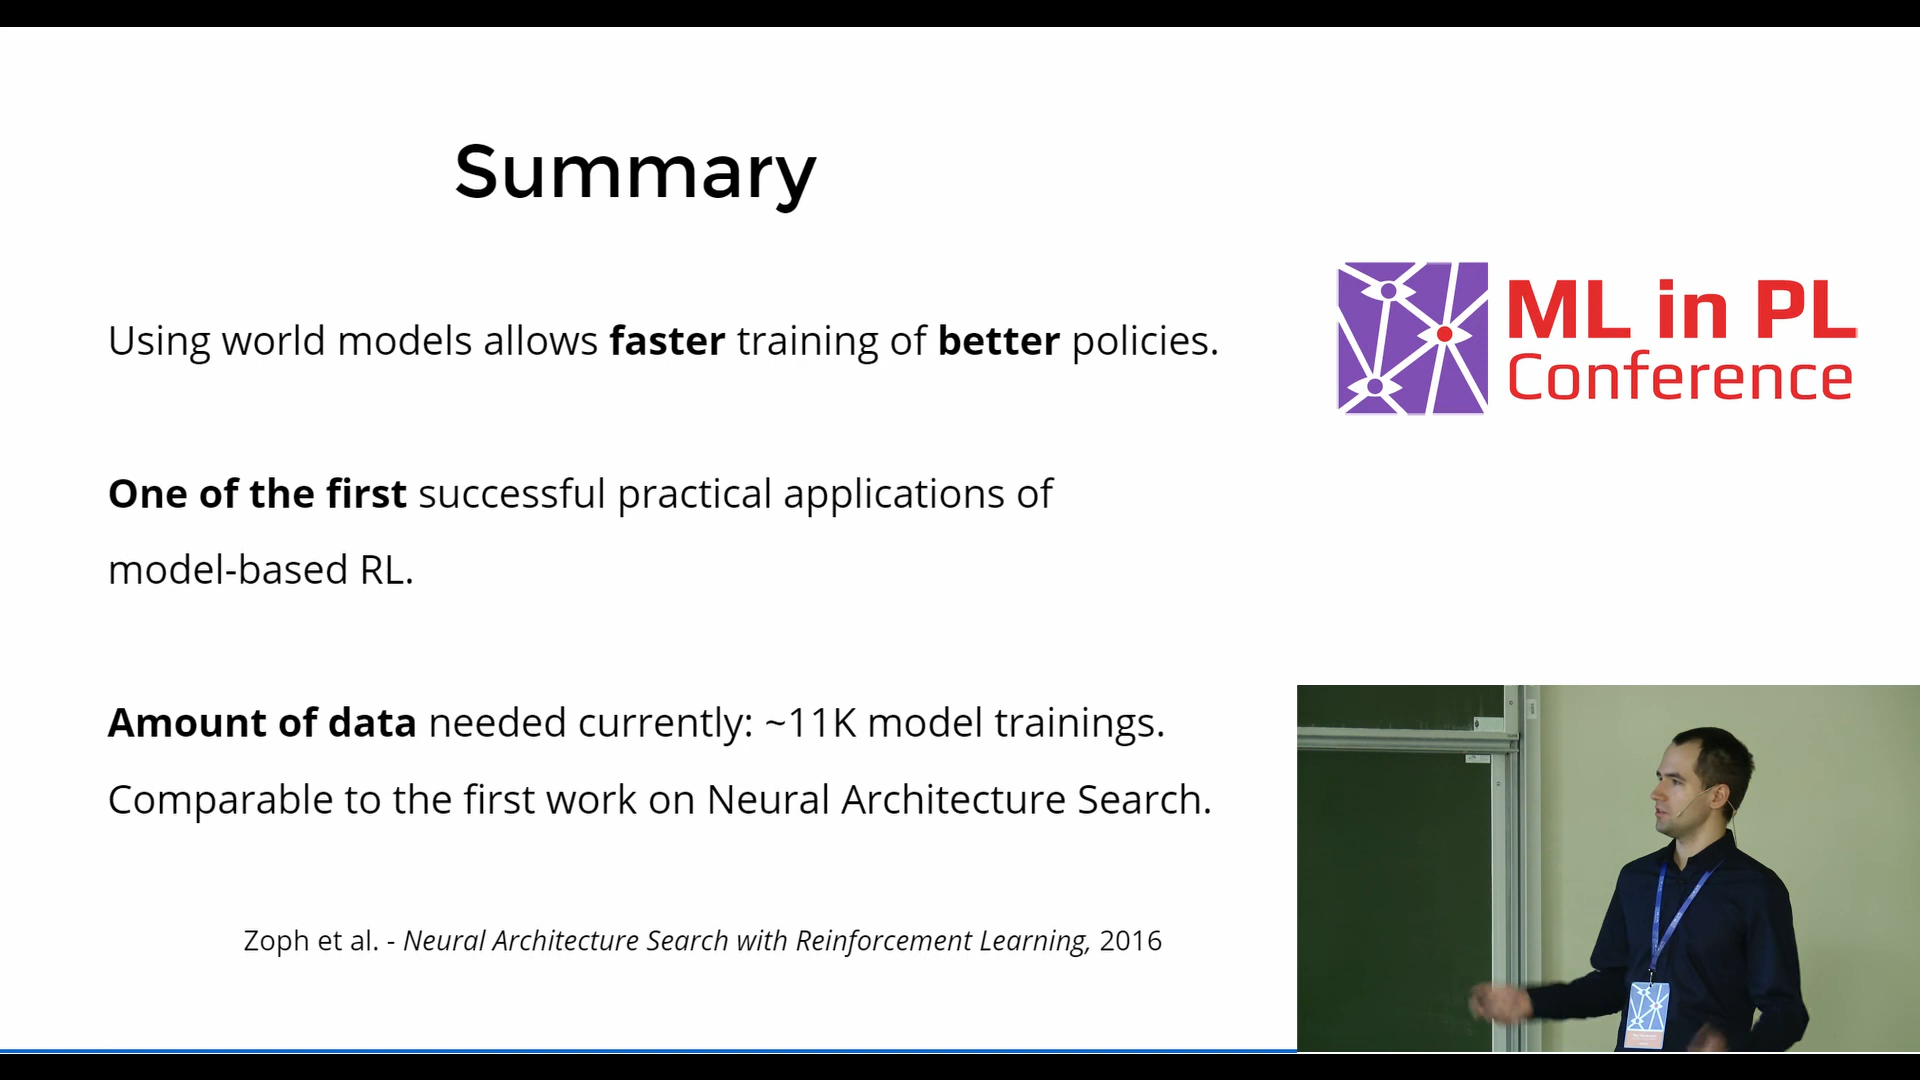 Summary
Using world models allows faster training of better policies.
One of the first successful practical applications of
model-based RL.
Amount of data needed currently: ~11K model trainings.
Comparable to the first work on Neural Architecture Search.
Zoph et al. - Neural Architecture Search with Reinforcement Learning, 2016
ML in PL
Conference